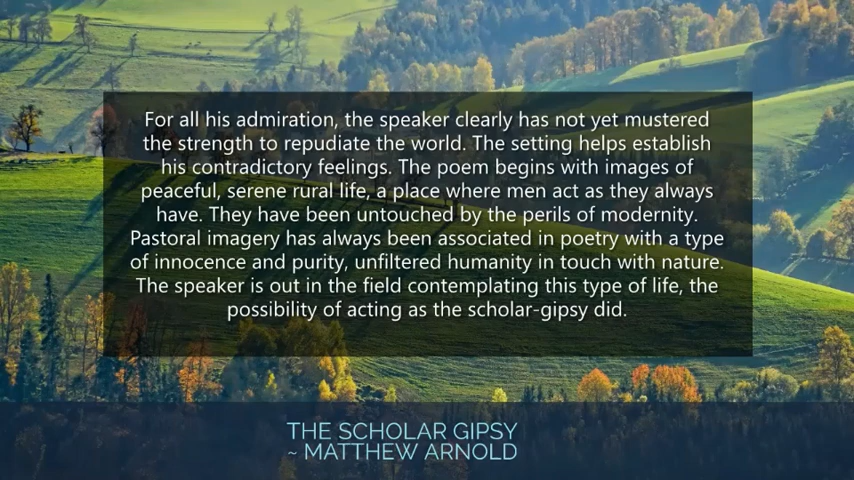 For all his admiration, the speaker clearly has not yet mustered
the strength to repudiate the world. The setting helps establish
his contradictory feelings. The poem begins with images of
peaceful, serene rural life, a place where men act as they always
have. They have been untouched by the perils of modernity.
Pastoral imagery has always been associated in poetry with a type
of innocence and purity, unfiltered humanity in touch with nature.
The speaker is out in the field contemplating this type of life, the
possibility of acting as the scholar-gipsy did.
THE SCHOLAR GIPSY
~ MATTHEW ARNOLD